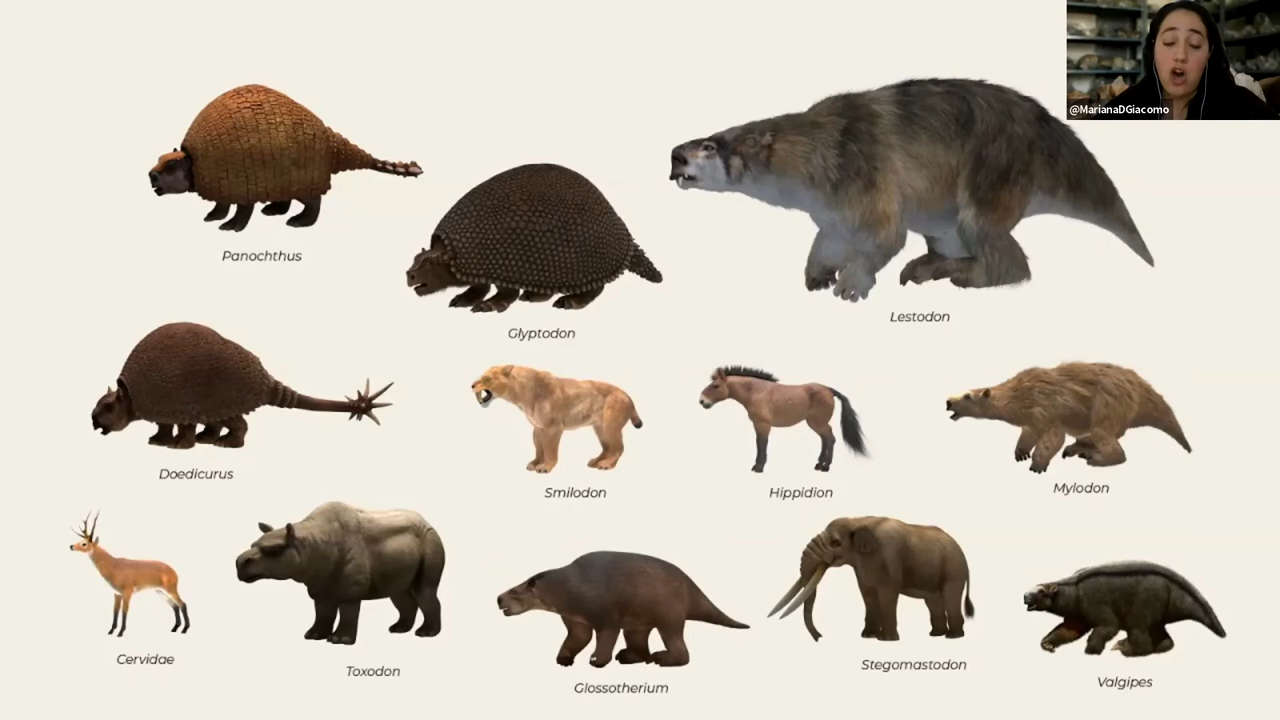 @MarianaDGiacomo
Panochthus
Glyptodon
Lestodon
Doedicurus
Smilodon
Hippidion
Mylodon
Cervidae
Toxodon
Glossotherium
Stegomastodon
Valgipes